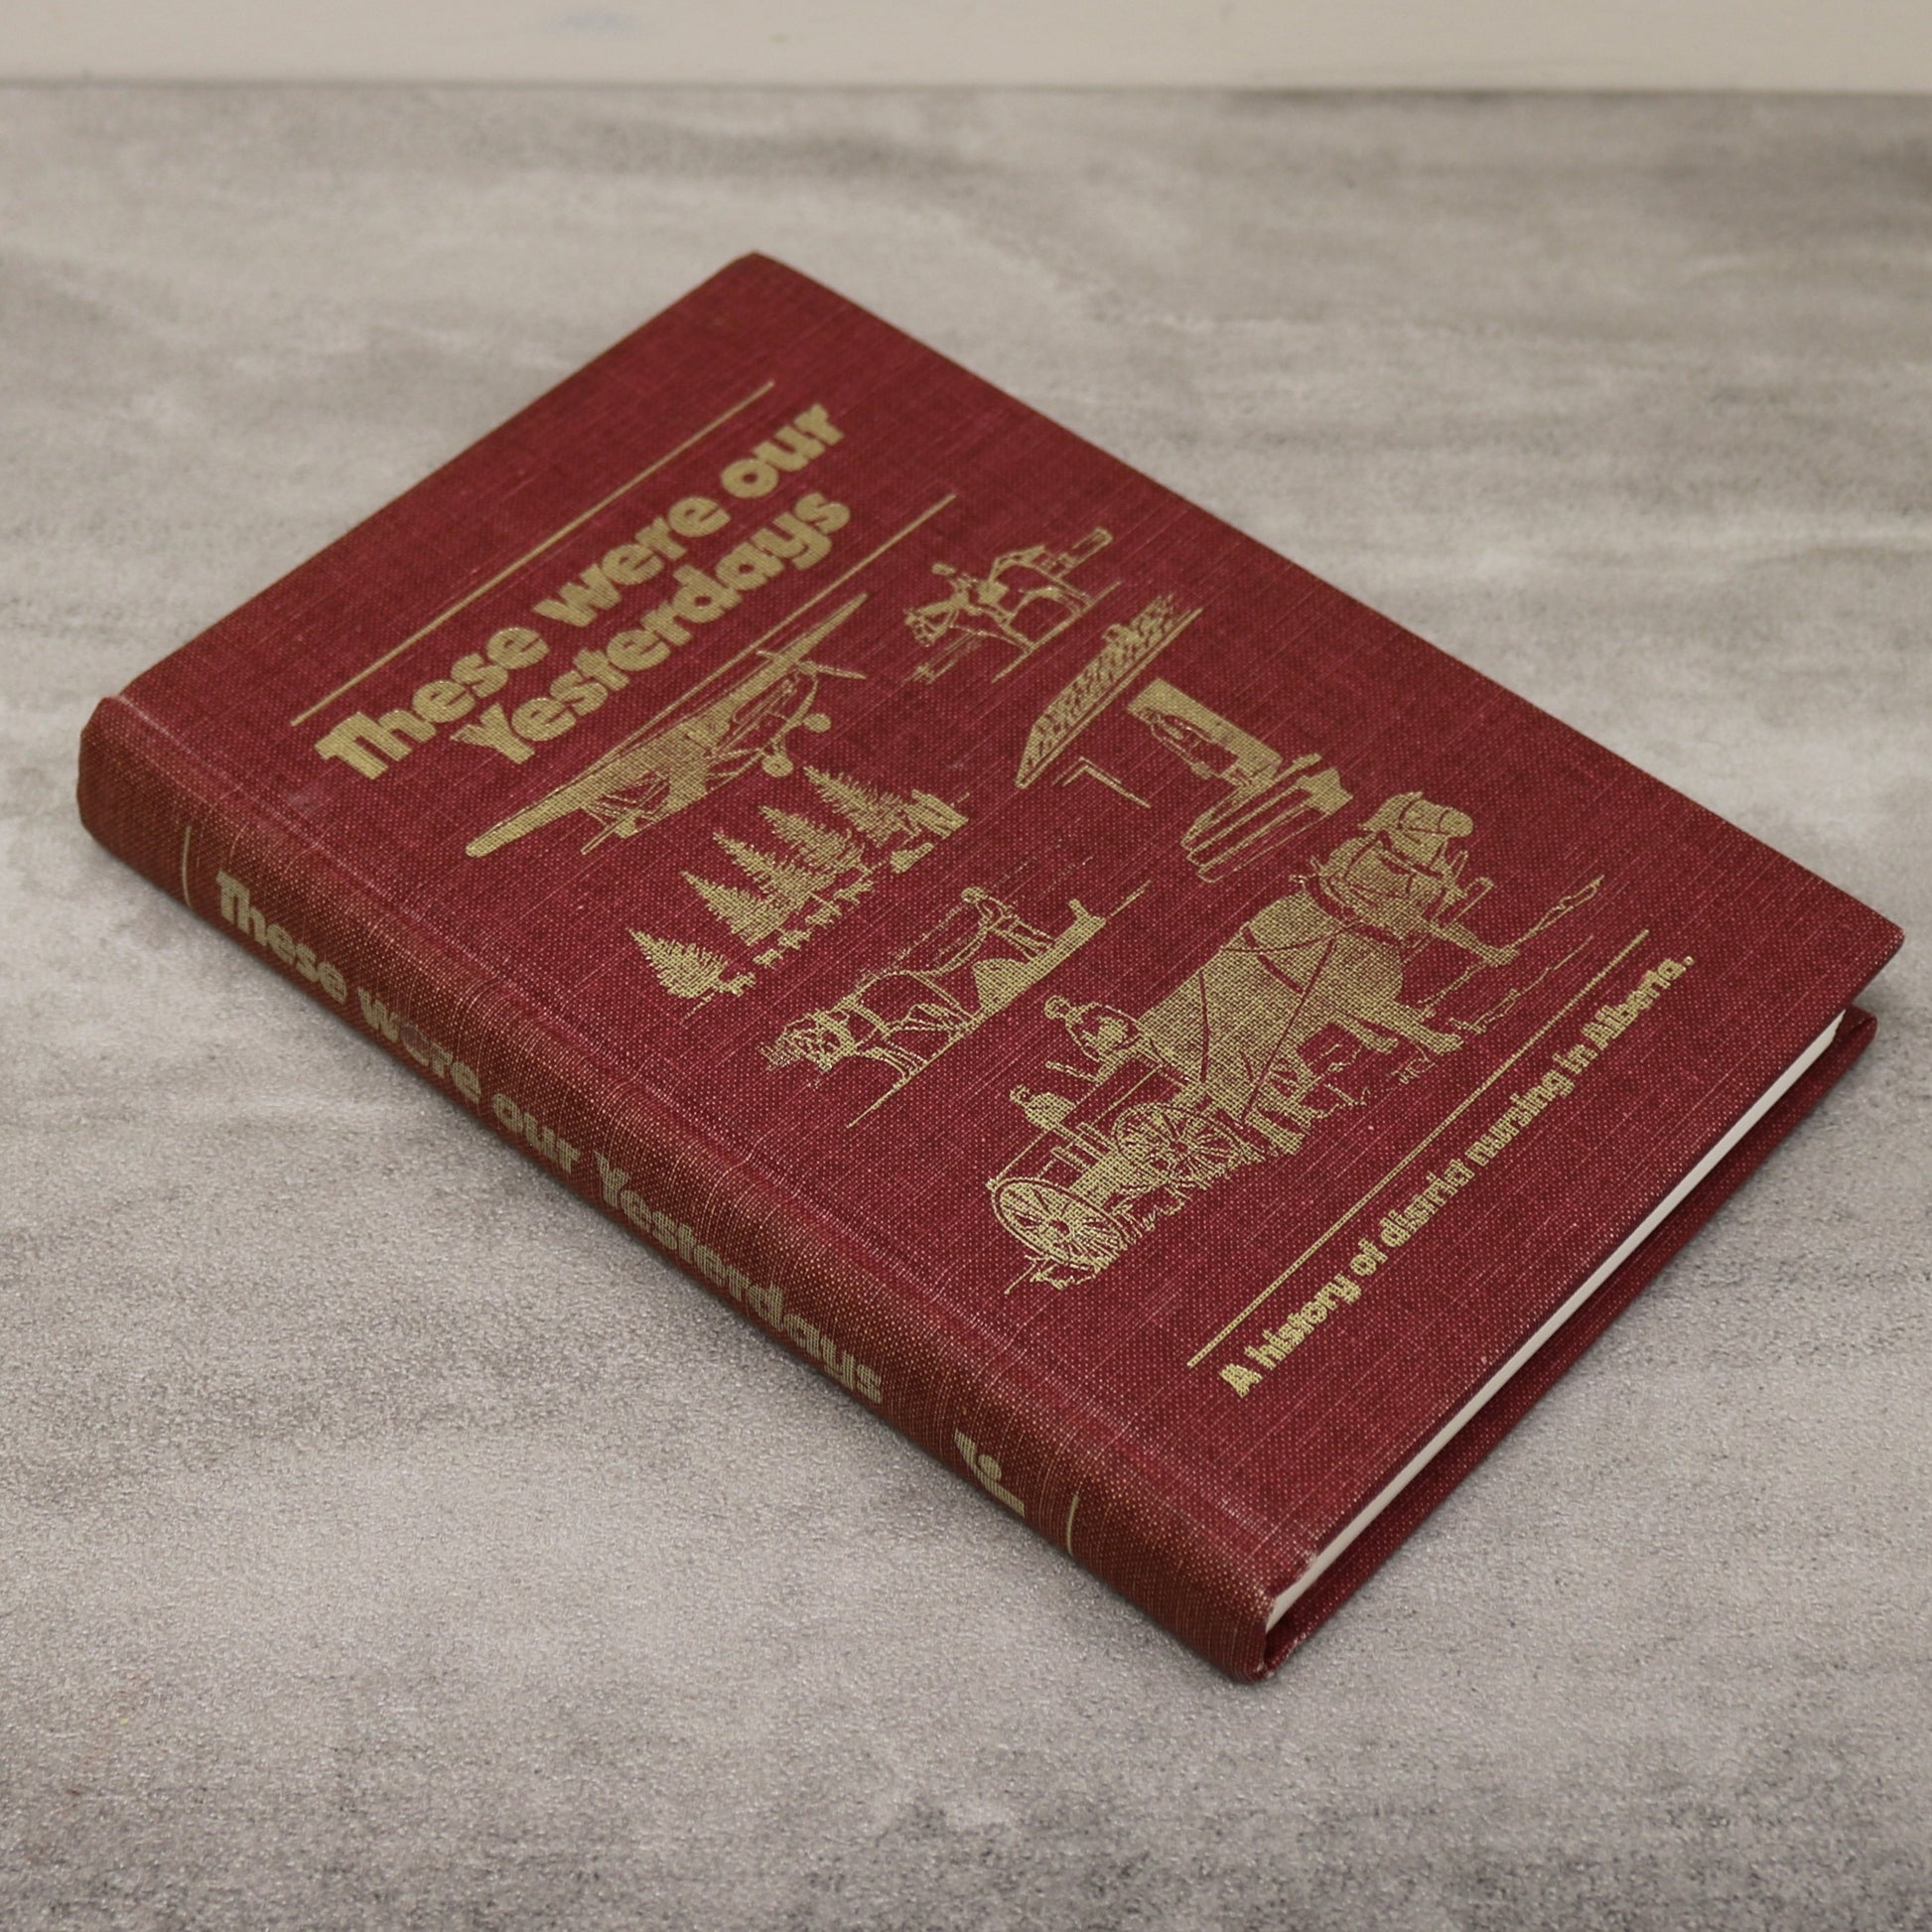 These were our
Yesterdays
A history of district nursing in Alberta.
These were our Yesterdays